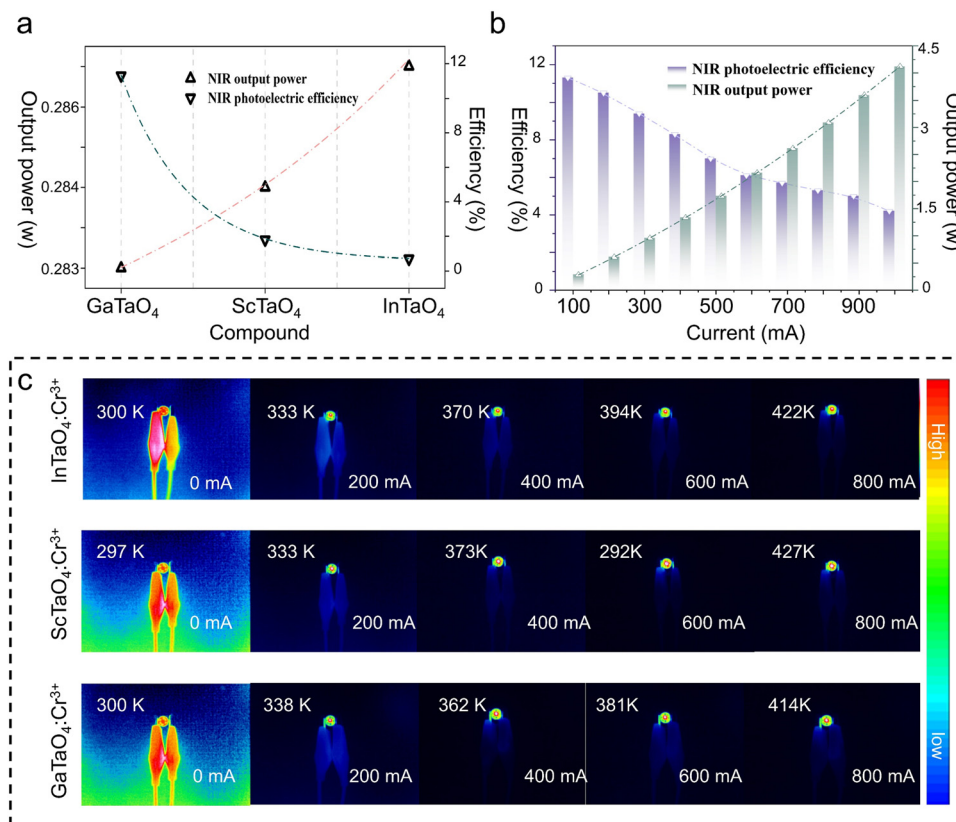 a
NIR output power
NIR photoelectric efficiency
Output power (w)
0.286
0.284
0.283
12
8
4
0
Efficiency (%)
GaTaO₄
ScTaO₄
InTaO₄
Compound
b
NIR photoelectric efficiency
NIR output power
Efficiency (%)
12
8
4
0
4.5
3
1.5
0
Output power (w)
100
300
500
700
900
Current (mA)
c
InTaO₄:Cr³⁺
300 K
0 mA
333 K
200 mA
370 K
400 mA
394K
600 mA
422 K
800 mA
ScTaO₄:Cr³⁺
297 K
0 mA
333 K
200 mA
373K
400 mA
292K
600 mA
427K
800 mA
GaTaO₄:Cr³⁺
300 K
0 mA
338 K
200 mA
362 K
400 mA
381K
600 mA
414K
800 mA
High
low